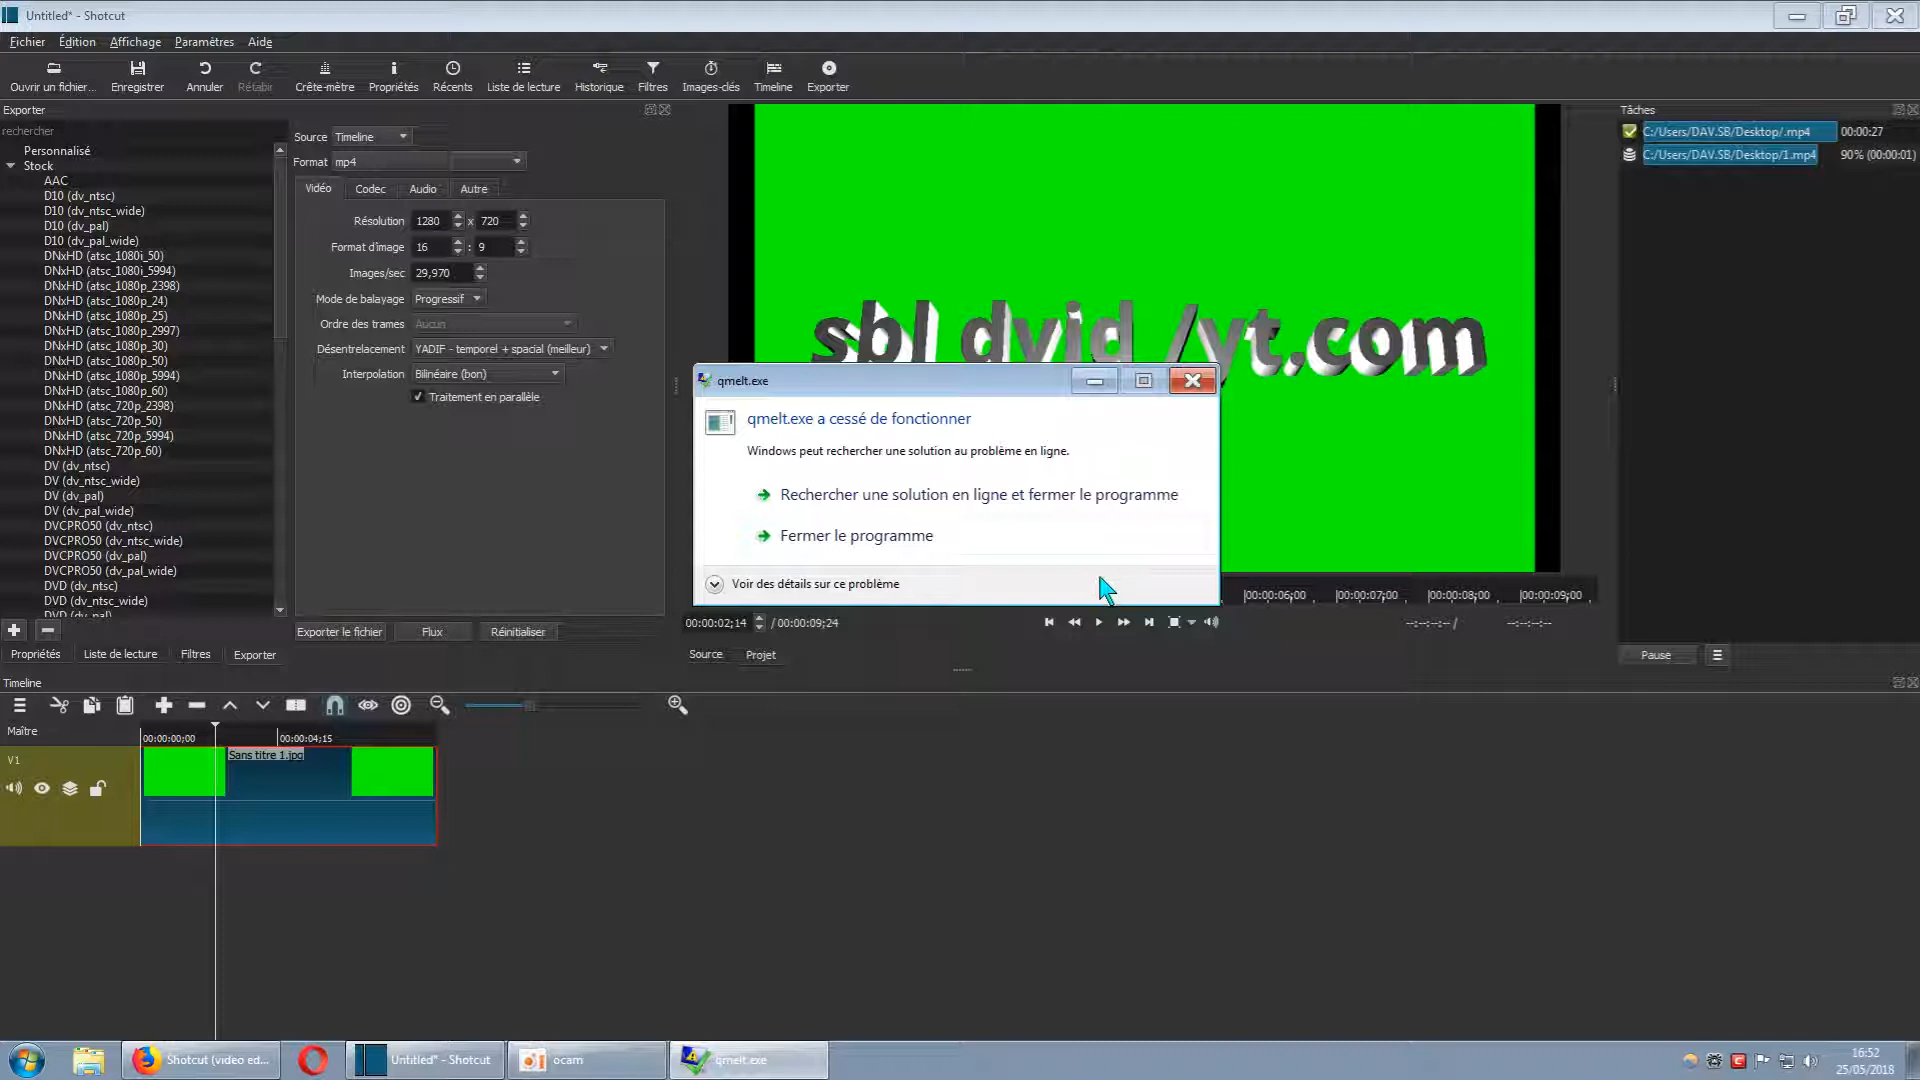 Untitled* - Shotcut
Fichier Édition Affichage Paramètres Aide
Ouvrir un fichier... Enregistrer Annuler Rétablir Crête-mètre Propriétés Récents Liste de lecture Historique Filtres Images-clés Timeline Exporter
Exporter
rechercher
Personnalisé
Stock
AAC
D10 (dv_ntsc)
D10 (dv_ntsc_wide)
D10 (dv_pal)
D10 (dv_pal_wide)
DNxHD (atsc_1080i_50)
DNxHD (atsc_1080i_5994)
DNxHD (atsc_1080p_2398)
DNxHD (atsc_1080p_24)
DNxHD (atsc_1080p_25)
DNxHD (atsc_1080p_2997)
DNxHD (atsc_1080p_30)
DNxHD (atsc_1080p_50)
DNxHD (atsc_1080p_5994)
DNxHD (atsc_1080p_60)
DNxHD (atsc_720p_2398)
DNxHD (atsc_720p_50)
DNxHD (atsc_720p_5994)
DNxHD (atsc_720p_60)
DV (dv_ntsc)
DV (dv_ntsc_wide)
DV (dv_pal)
DV (dv_pal_wide)
DVCPRO50 (dv_ntsc)
DVCPRO50 (dv_ntsc_wide)
DVCPRO50 (dv_pal)
DVCPRO50 (dv_pal_wide)
DVD (dv_ntsc)
DVD (dv_ntsc_wide)
DVD (dv_pal)
Source Timeline
Format mp4
Vidéo Codec Audio Autre
Résolution 1280 x 720
Format d'image 16 : 9
Images/sec 29,970
Mode de balayage Progressif
Ordre des trames Aucun
Désentrelacement YADIF - temporel + spacial (meilleur)
Interpolation Bilinéaire (bon)
Traitement en parallèle
Exporter le fichier Flux Réinitialiser
Propriétés Liste de lecture Filtres Exporter
sbl dvid /yt.com
qmelt.exe
qmelt.exe a cessé de fonctionner
Windows peut rechercher une solution au problème en ligne.
Rechercher une solution en ligne et fermer le programme
Fermer le programme
Voir des détails sur ce problème
|00:00:06;00 |00:00:07;00 |00:00:08;00 |00:00:09;00
00:00:02;14 / 00:00:09;24 --:--:--:-- / --:--:--:--
Source Projet
Tâches
C:/Users/DAV.SB/Desktop/.mp4 00:00:27
C:/Users/DAV.SB/Desktop/1.mp4 90% (00:00:01)
Pause
Timeline
Maître
00:00:00;00 00:00:04;15
V1
Sans titre 1.jpg
Shotcut (video ed... Untitled* - Shotcut ocam qmelt.exe
16:52
25/05/2018